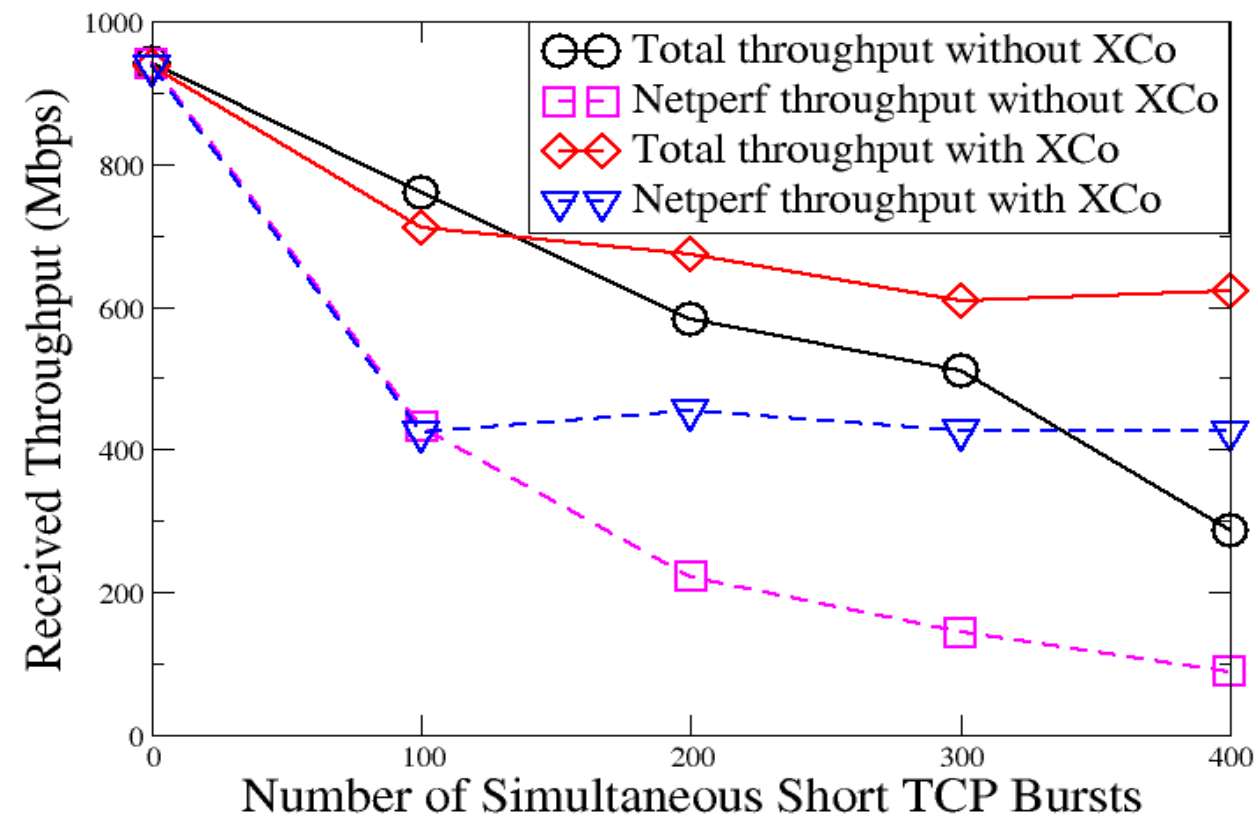 1000
Total throughput without XCo
Netperf throughput without XCo
Total throughput with XCo
Netperf throughput with XCo
800
600
400
200
0
Received Throughput (Mbps)
0 100 200 300 400
Number of Simultaneous Short TCP Bursts